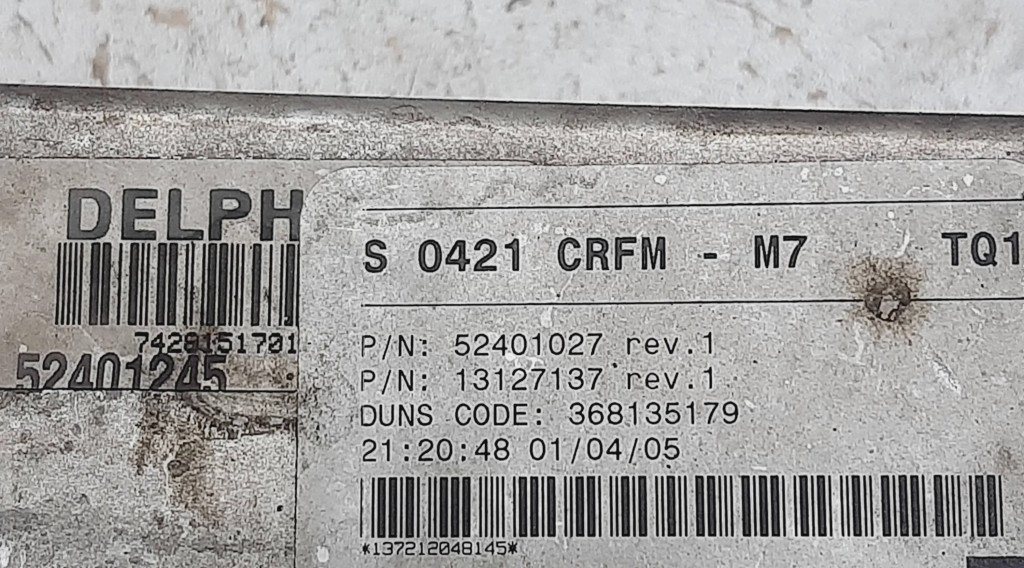 DELPH
7428151701
52401245
S 0421 CRFM - M7 TQ1
P/N: 52401027 rev.1
P/N: 13127137 rev.1
DUNS CODE: 368135179
21:20:48 01/04/05
*137212048145*